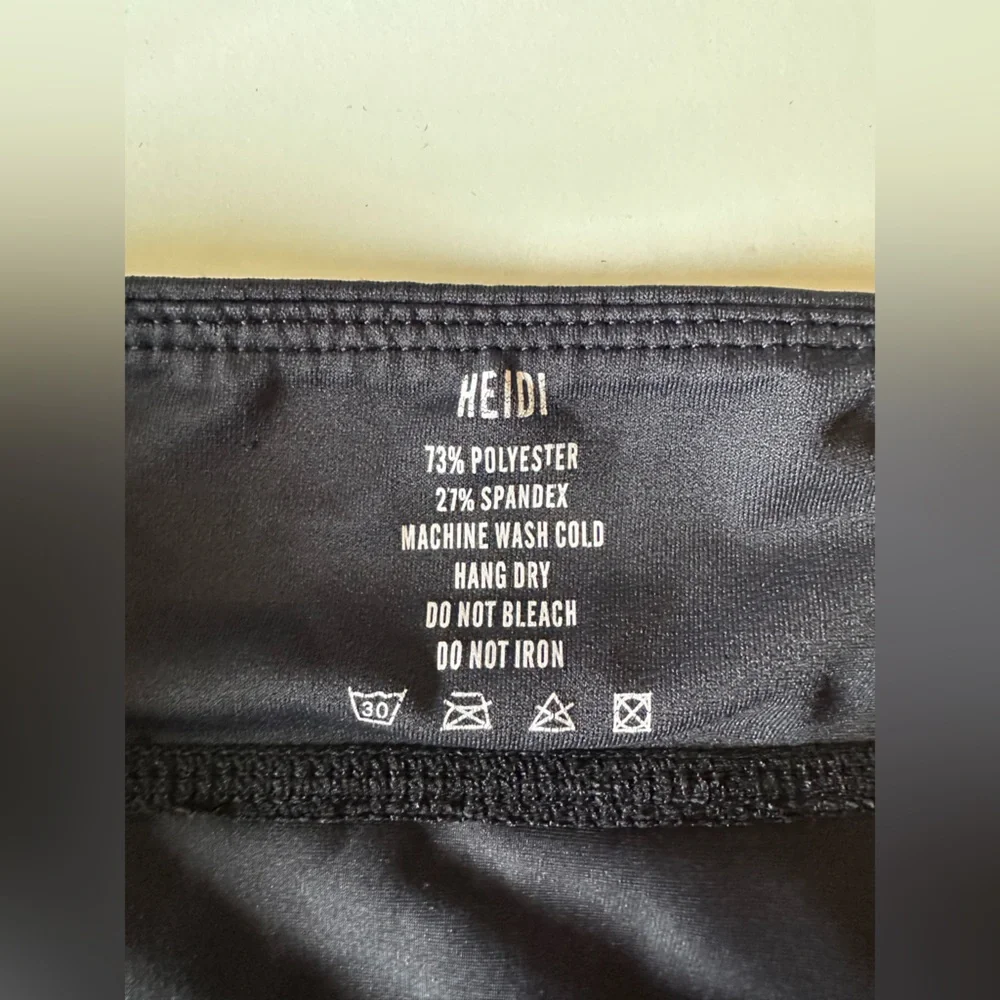 HEIDI
73% POLYESTER
27% SPANDEX
MACHINE WASH COLD
HANG DRY
DO NOT BLEACH
DO NOT IRON
30